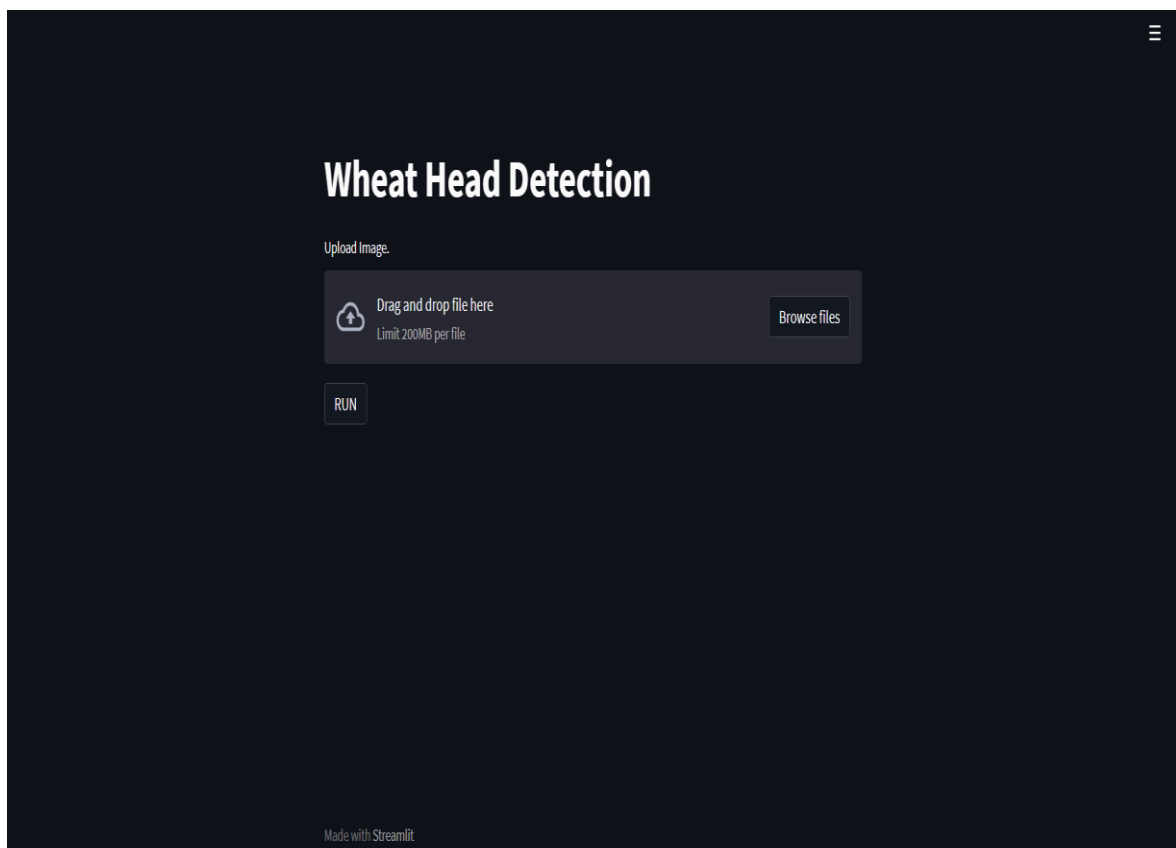 Wheat Head Detection
Upload Image.
Drag and drop file here
Limit 200MB per file
Browse files
RUN
Made with Streamlit